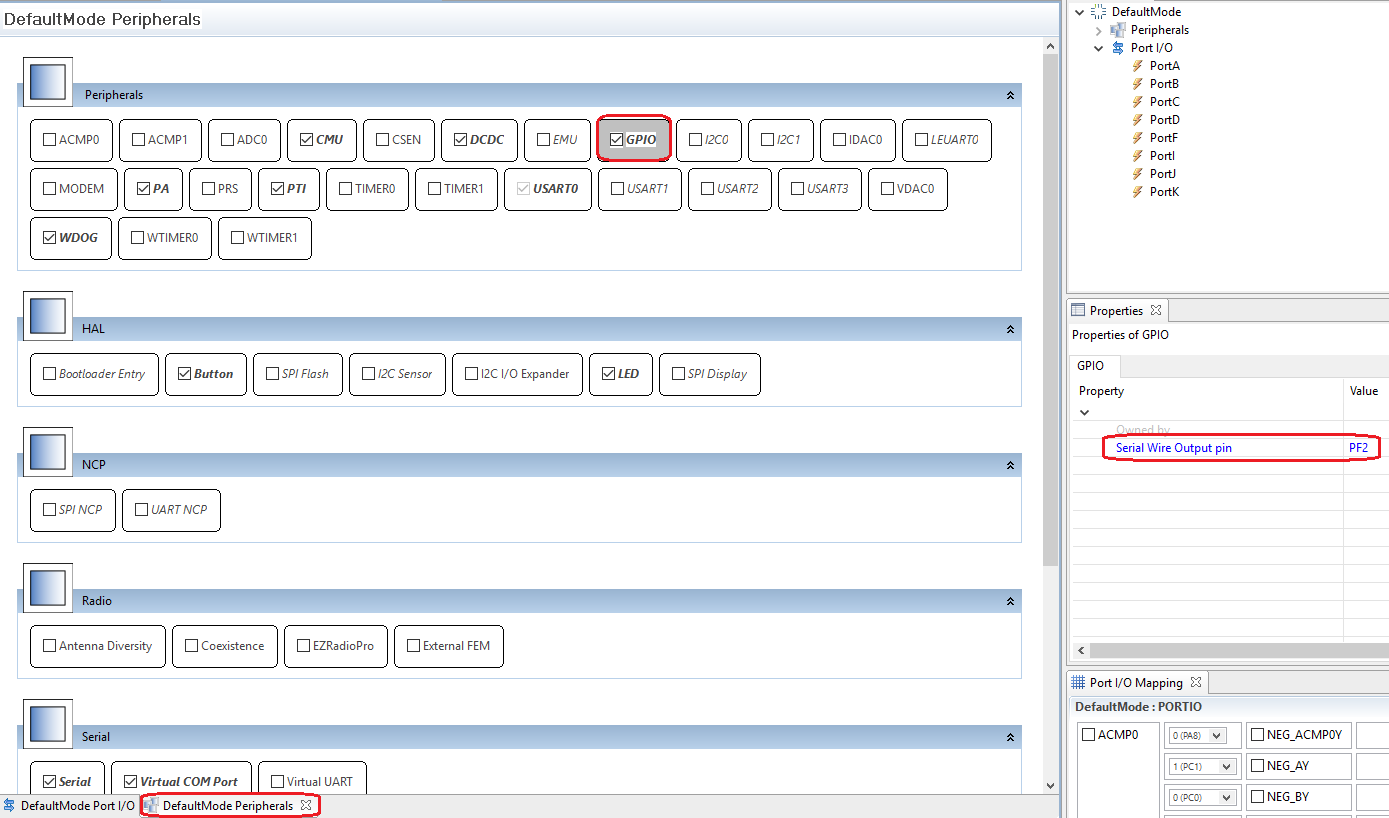 DefaultMode Peripherals
Peripherals
ACMP0 ACMP1 ADC0 CMU CSEN DCDC EMU GPIO I2C0 I2C1 IDAC0 LEUART0
MODEM PA PRS PTI TIMER0 TIMER1 USART0 USART1 USART2 USART3 VDAC0
WDOG WTIMER0 WTIMER1
HAL
Bootloader Entry Button SPI Flash I2C Sensor I2C I/O Expander LED SPI Display
NCP
SPI NCP UART NCP
Radio
Antenna Diversity Coexistence EZRadioPro External FEM
Serial
Serial Virtual COM Port Virtual UART
DefaultMode Port I/O DefaultMode Peripherals
DefaultMode
Peripherals
Port I/O
PortA
PortB
PortC
PortD
PortF
PortI
PortJ
PortK
Properties
Properties of GPIO
GPIO
Property Value
Owned by
Serial Wire Output pin PF2
Port I/O Mapping
DefaultMode : PORTIO
ACMP0 0 (PA8) NEG_ACMP0Y
1 (PC1) NEG_AY
0 (PC0) NEG_BY